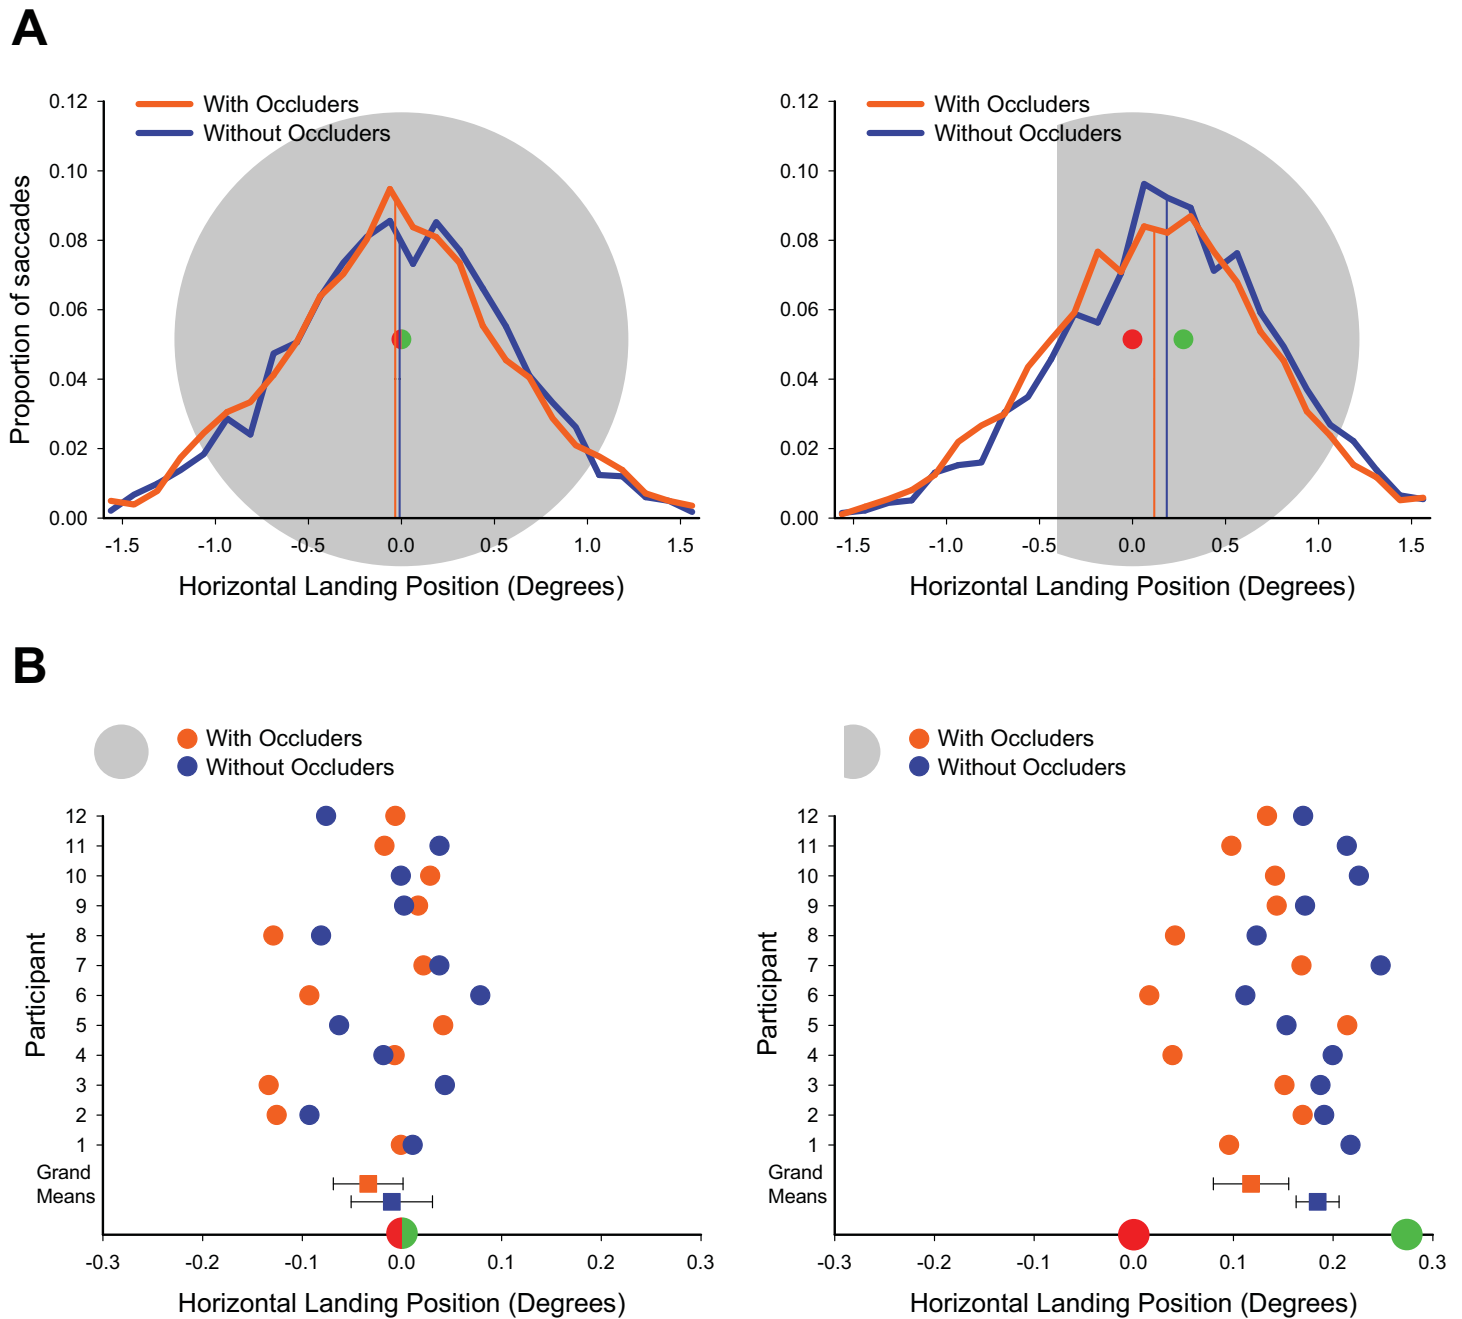 A
With Occluders
Without Occluders
0.12
0.10
0.08
0.06
0.04
0.02
0.00
Proportion of saccades
-1.5 -1.0 -0.5 0.0 0.5 1.0 1.5
Horizontal Landing Position (Degrees)
With Occluders
Without Occluders
0.12
0.10
0.08
0.06
0.04
0.02
0.00
-1.5 -1.0 -0.5 0.0 0.5 1.0 1.5
Horizontal Landing Position (Degrees)
B
With Occluders
Without Occluders
12
11
10
9
8
7
6
5
4
3
2
1
Grand
Means
Participant
-0.3 -0.2 -0.1 0.0 0.1 0.2 0.3
Horizontal Landing Position (Degrees)
With Occluders
Without Occluders
12
11
10
9
8
7
6
5
4
3
2
1
Grand
Means
Participant
-0.3 -0.2 -0.1 0.0 0.1 0.2 0.3
Horizontal Landing Position (Degrees)